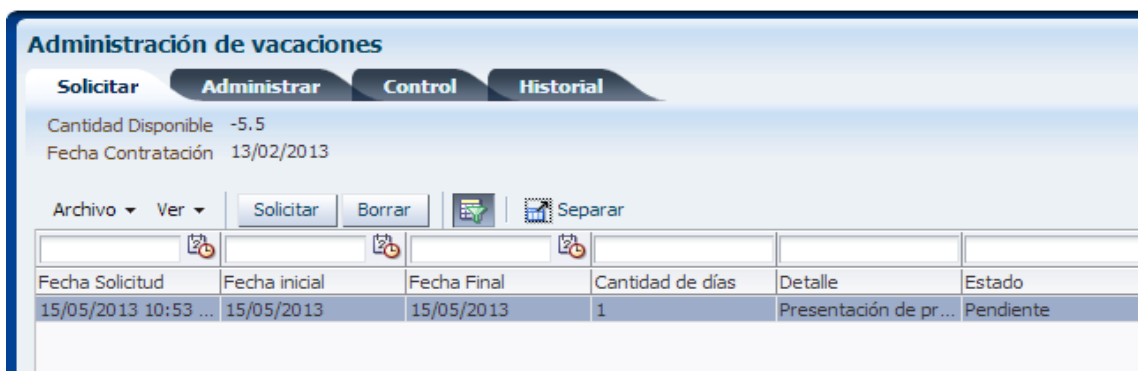 Administración de vacaciones
Solicitar Administrar Control Historial
Cantidad Disponible -5.5
Fecha Contratación 13/02/2013
Archivo Ver Solicitar Borrar Separar
Fecha Solicitud Fecha inicial Fecha Final Cantidad de días Detalle Estado
15/05/2013 10:53 ... 15/05/2013 15/05/2013 1 Presentación de pr... Pendiente